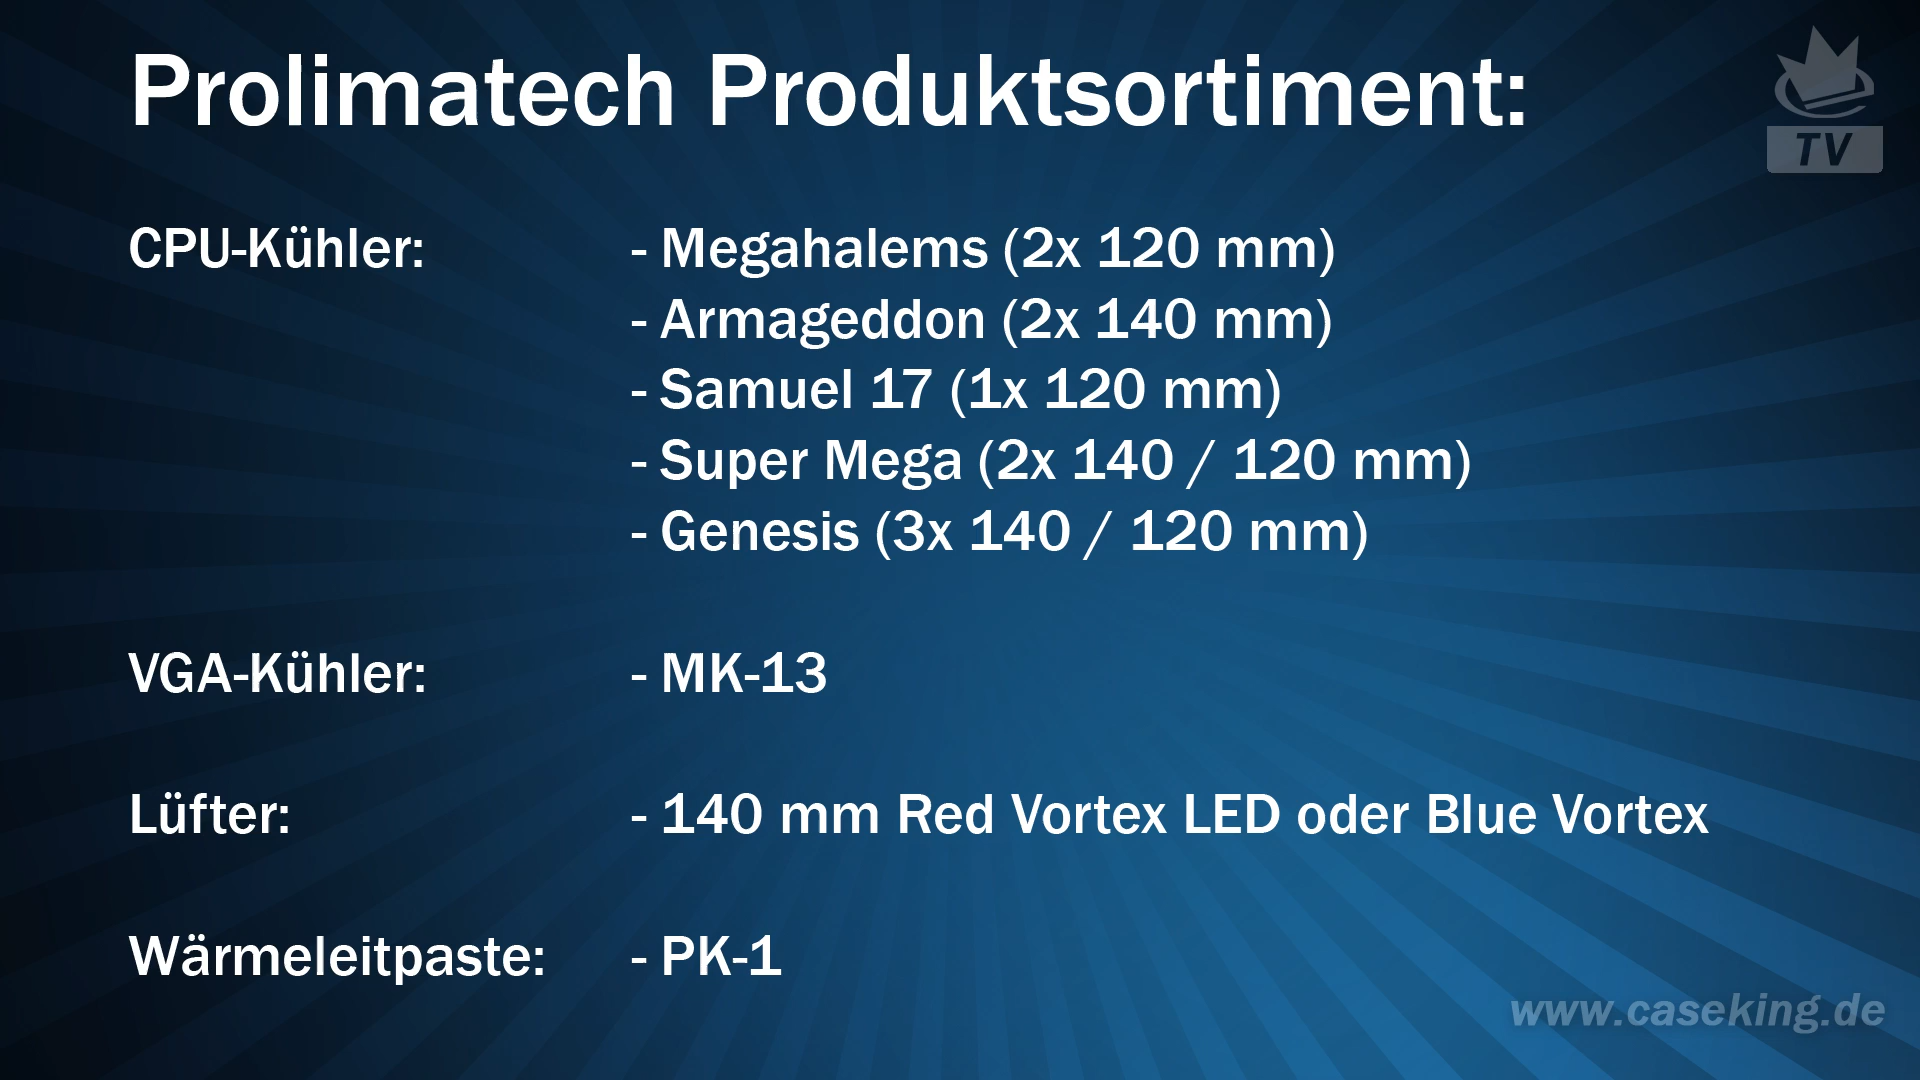 Prolimatech Produktsortiment:
TV
CPU-Kühler: - Megahalems (2x 120 mm)
- Armageddon (2x 140 mm)
- Samuel 17 (1x 120 mm)
- Super Mega (2x 140 / 120 mm)
- Genesis (3x 140 / 120 mm)
VGA-Kühler: - MK-13
Lüfter: - 140 mm Red Vortex LED oder Blue Vortex
Wärmeleitpaste: - PK-1
www.caseking.de